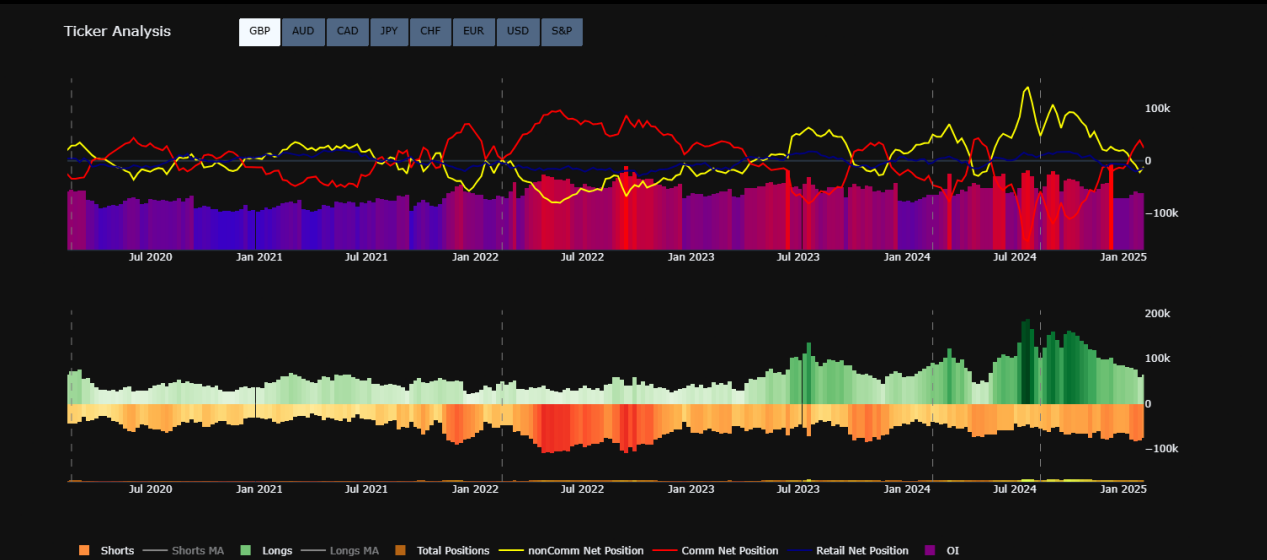 Ticker Analysis GBP AUD CAD JPY CHF EUR USD S&P
100k
0
−100k
Jul 2020 Jan 2021 Jul 2021 Jan 2022 Jul 2022 Jan 2023 Jul 2023 Jan 2024 Jul 2024 Jan 2025
200k
100k
0
−100k
Jul 2020 Jan 2021 Jul 2021 Jan 2022 Jul 2022 Jan 2023 Jul 2023 Jan 2024 Jul 2024 Jan 2025
Shorts Shorts MA Longs Longs MA Total Positions nonComm Net Position Comm Net Position Retail Net Position OI